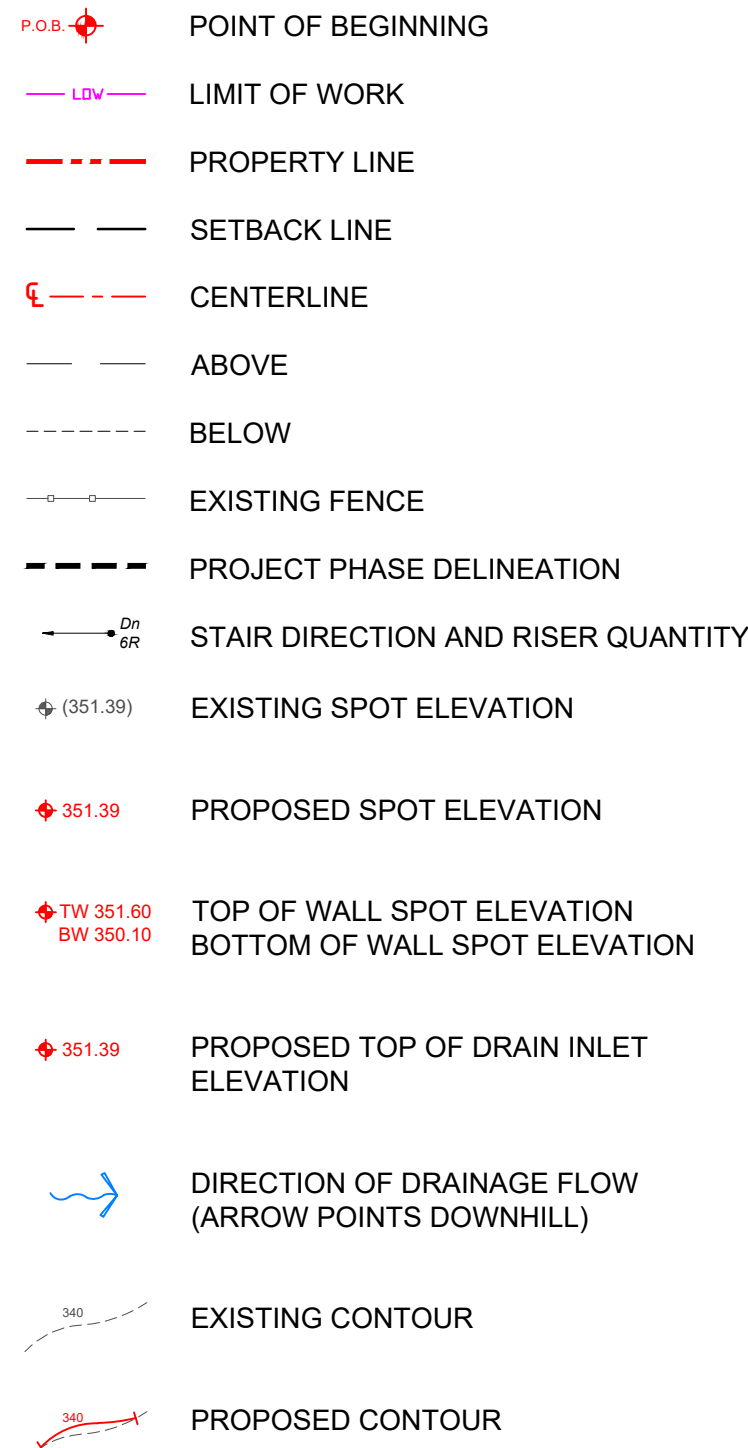 P.O.B. POINT OF BEGINNING
LOW LIMIT OF WORK
PROPERTY LINE
SETBACK LINE
℄ CENTERLINE
ABOVE
BELOW
EXISTING FENCE
PROJECT PHASE DELINEATION
Dn
6R
STAIR DIRECTION AND RISER QUANTITY
(351.39) EXISTING SPOT ELEVATION
351.39 PROPOSED SPOT ELEVATION
TW 351.60 TOP OF WALL SPOT ELEVATION
BW 350.10 BOTTOM OF WALL SPOT ELEVATION
351.39 PROPOSED TOP OF DRAIN INLET
ELEVATION
DIRECTION OF DRAINAGE FLOW
(ARROW POINTS DOWNHILL)
340 EXISTING CONTOUR
340 PROPOSED CONTOUR